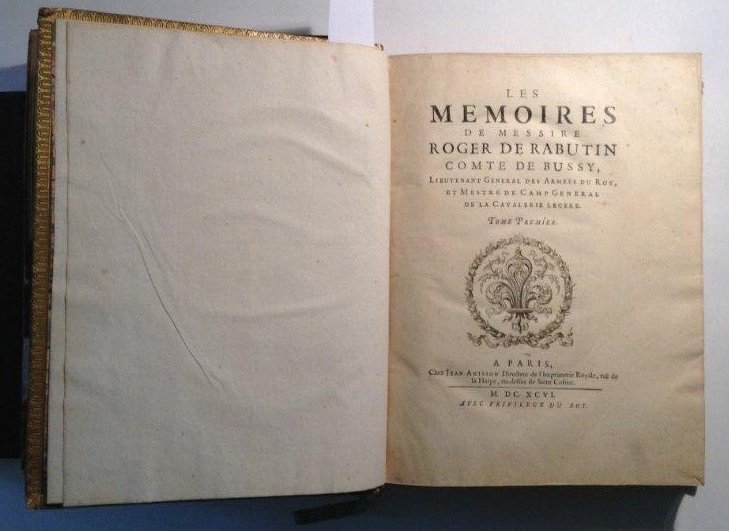 LES
MEMOIRES
DE MESSIRE
ROGER DE RABUTIN
COMTE DE BUSSY,
LIEUTENANT GENERAL DES ARMEES DU ROY,
ET MESTRE DE CAMP GENERAL
DE LA CAVALERIE LEGERE.
TOME PREMIER.
A PARIS,
Chez JEAN ANISSON Directeur de l'Imprimerie Royale, ruë de
la Harpe, au dessus de Saint Cosme.
M. DC. XCVI.
AVEC PRIVILEGE DU ROY.